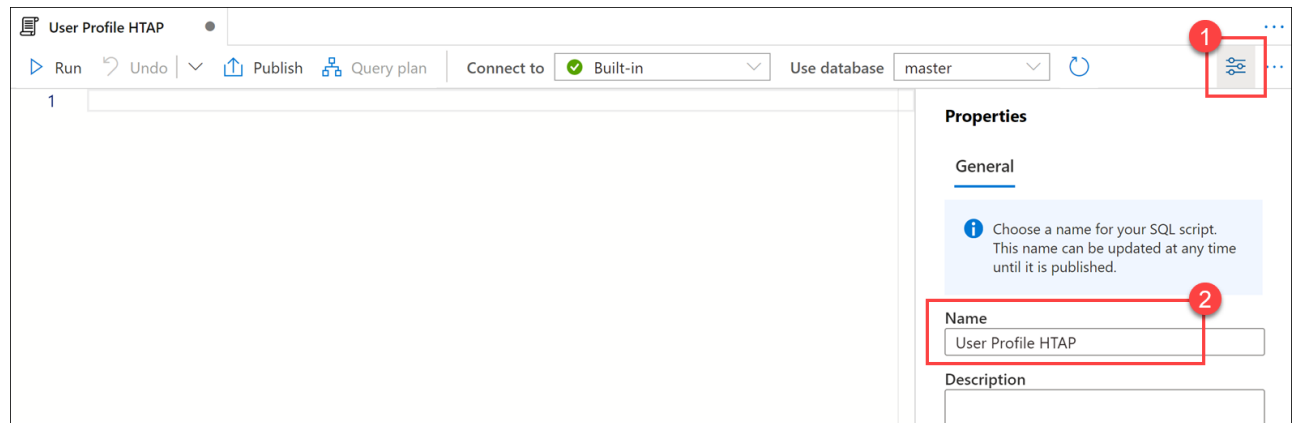 User Profile HTAP
1
Run Undo Publish Query plan Connect to Built-in Use database master
1
Properties
General
Choose a name for your SQL script.
This name can be updated at any time
until it is published.
2
Name
User Profile HTAP
Description